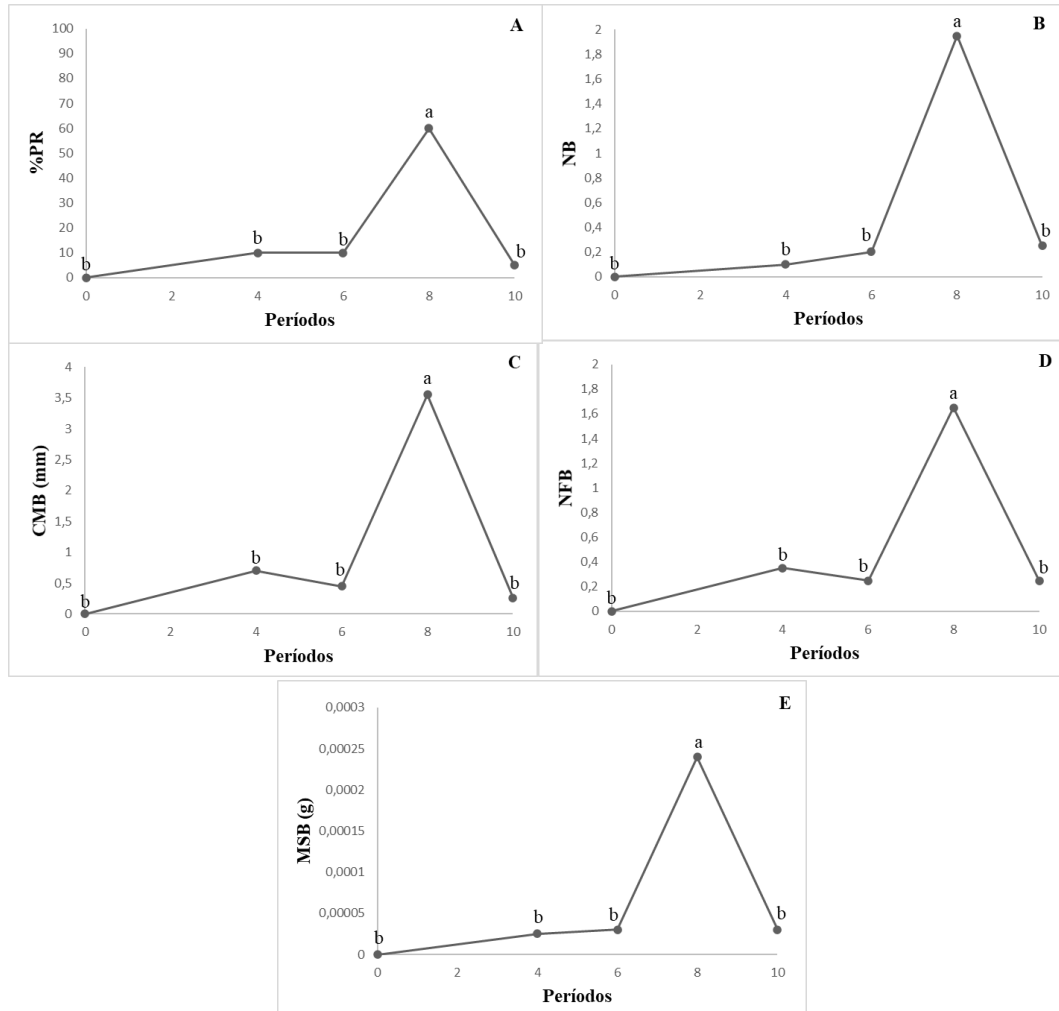 A
100
90
80
70
60
50
40
30
20
10
0
%PR
b
b
b
a
b
0 2 4 6 8 10
Períodos
B
2
1,8
1,6
1,4
1,2
1
0,8
0,6
0,4
0,2
0
NB
b
b
b
a
b
0 2 4 6 8 10
Períodos
C
4
3,5
3
2,5
2
1,5
1
0,5
0
CMB (mm)
b
b
b
a
b
0 2 4 6 8 10
Períodos
D
2
1,8
1,6
1,4
1,2
1
0,8
0,6
0,4
0,2
0
NFB
b
b
b
a
b
0 2 4 6 8 10
Períodos
E
0,0003
0,00025
0,0002
0,00015
0,0001
0,00005
0
MSB (g)
b
b
b
a
b
0 2 4 6 8 10
Períodos